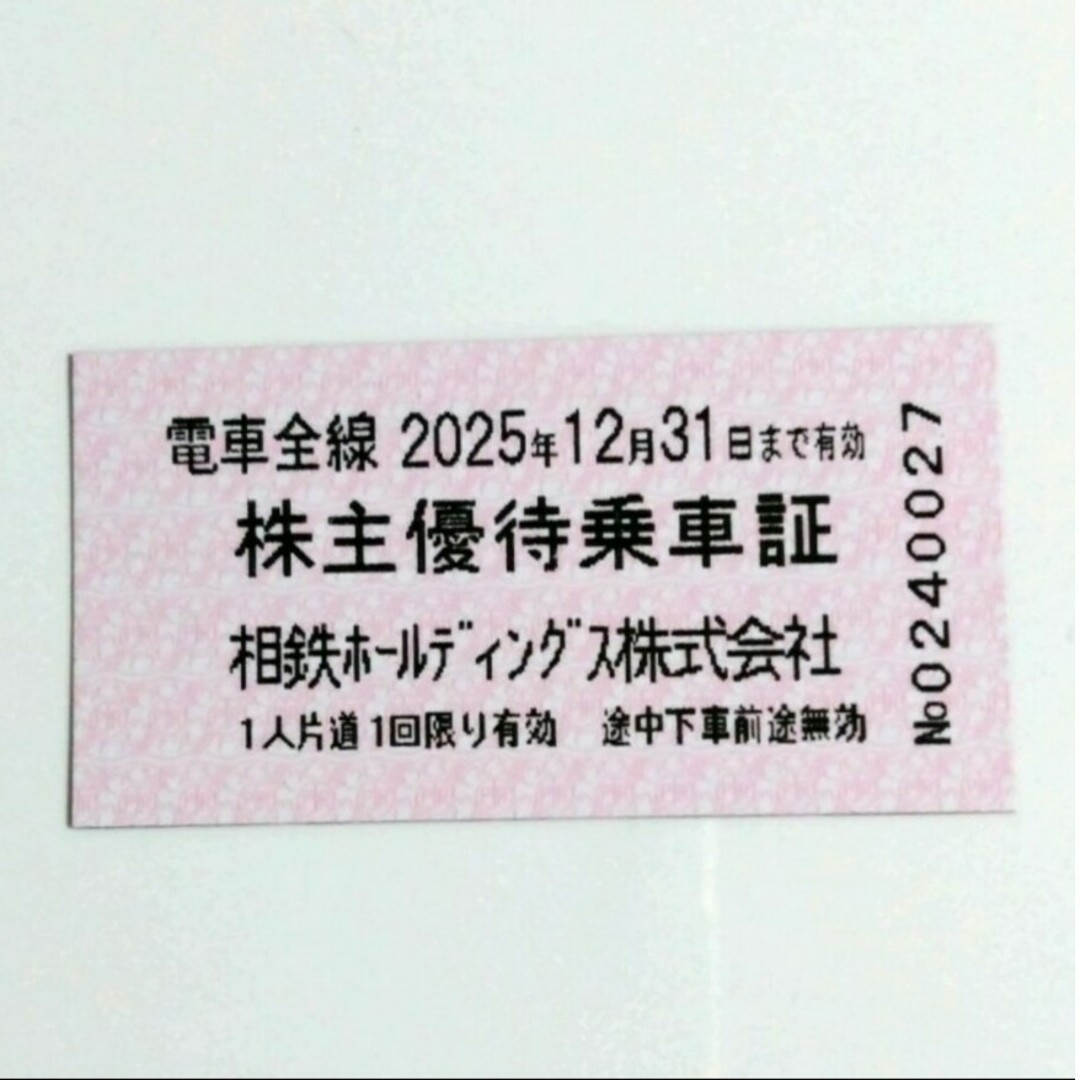 電車全線 2025年12月31日まで有効
株主優待乗車証
相鉄ホールディングス株式会社
1人片道1回限り有効 途中下車前途無効
№0240027